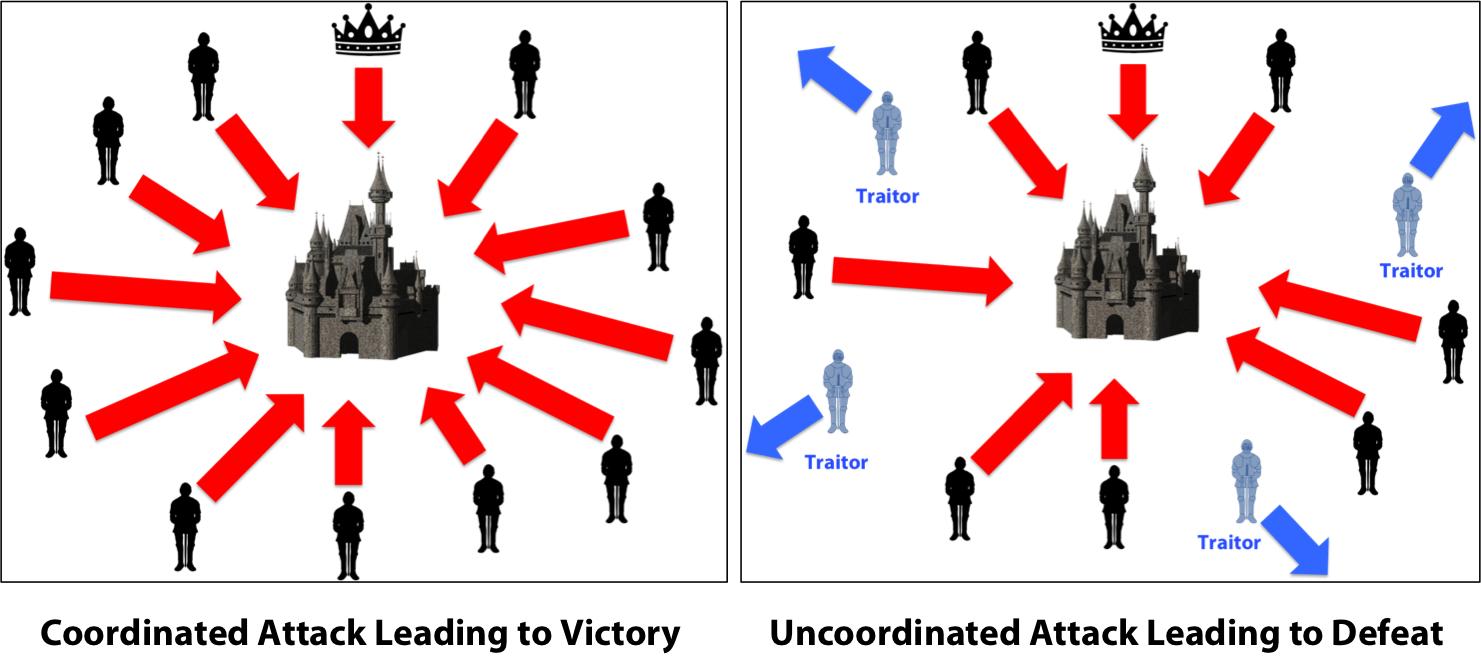 Traitor
Traitor
Traitor
Traitor
Coordinated Attack Leading to Victory
Uncoordinated Attack Leading to Defeat